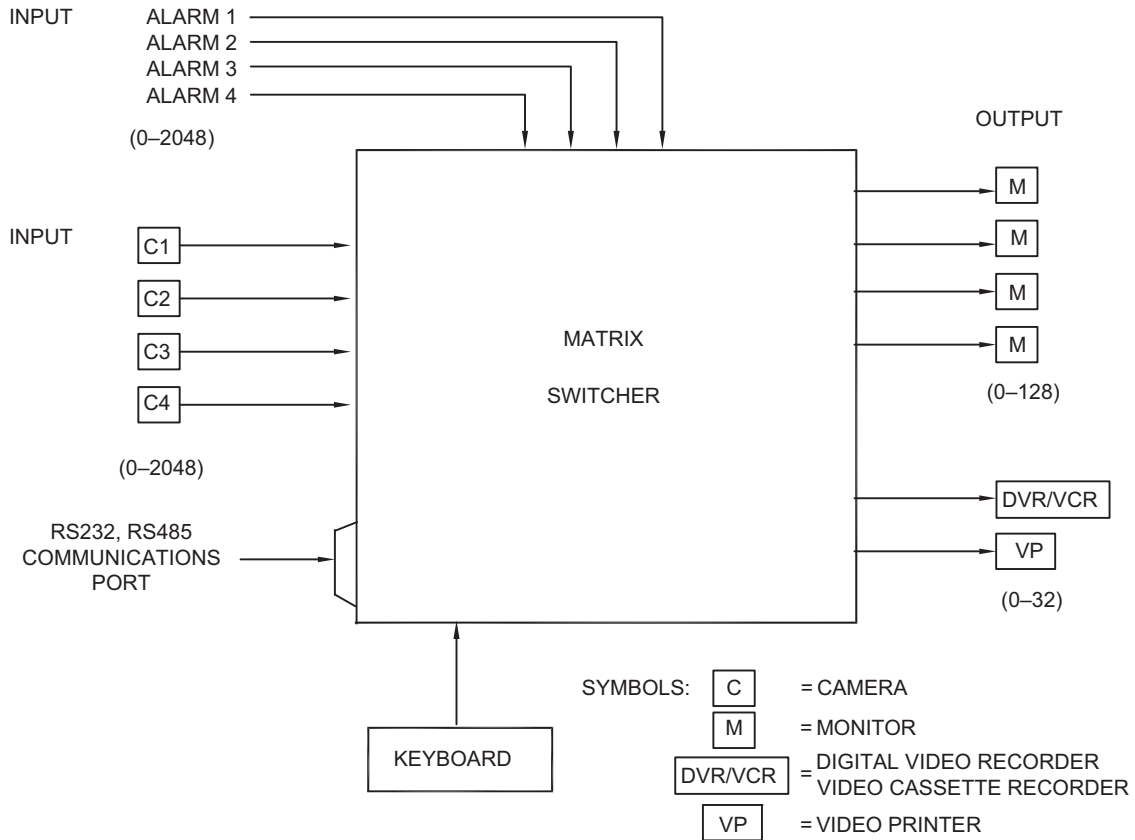 INPUT ALARM 1
ALARM 2
ALARM 3
ALARM 4
(0–2048)
OUTPUT
M
M
M
M
(0–128)
INPUT
C1
C2
C3
C4
(0–2048)
MATRIX
SWITCHER
RS232, RS485
COMMUNICATIONS
PORT
DVR/VCR
VP
(0–32)
KEYBOARD
SYMBOLS: C = CAMERA
M = MONITOR
DVR/VCR = DIGITAL VIDEO RECORDER
VIDEO CASSETTE RECORDER
VP = VIDEO PRINTER